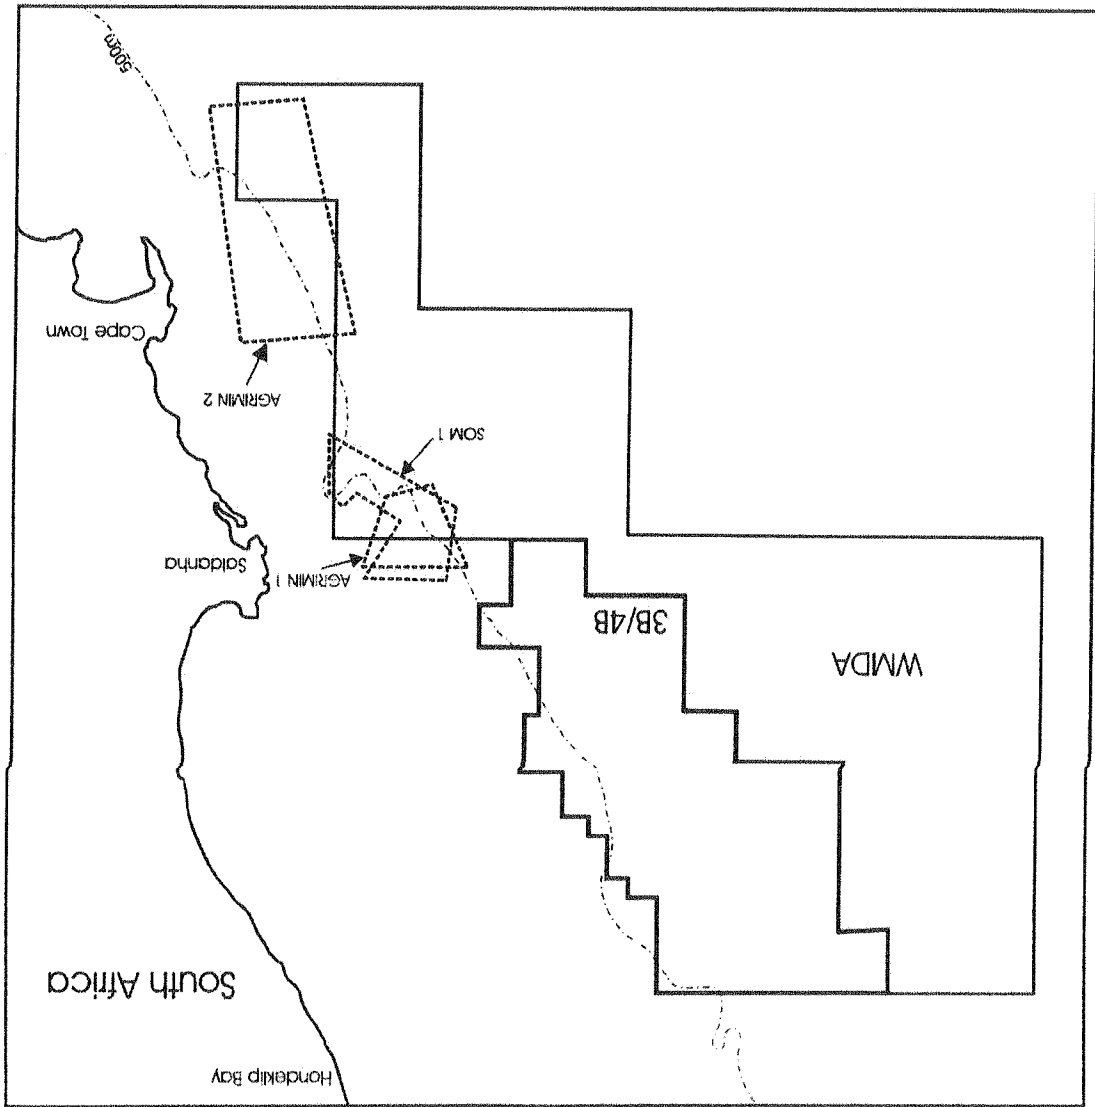 Hondeklip Bay
South Africa
WMDA
3B/4B
AGRIMIN 1
Saldanha
SOM 1
AGRIMIN 2
Cape Town
500m